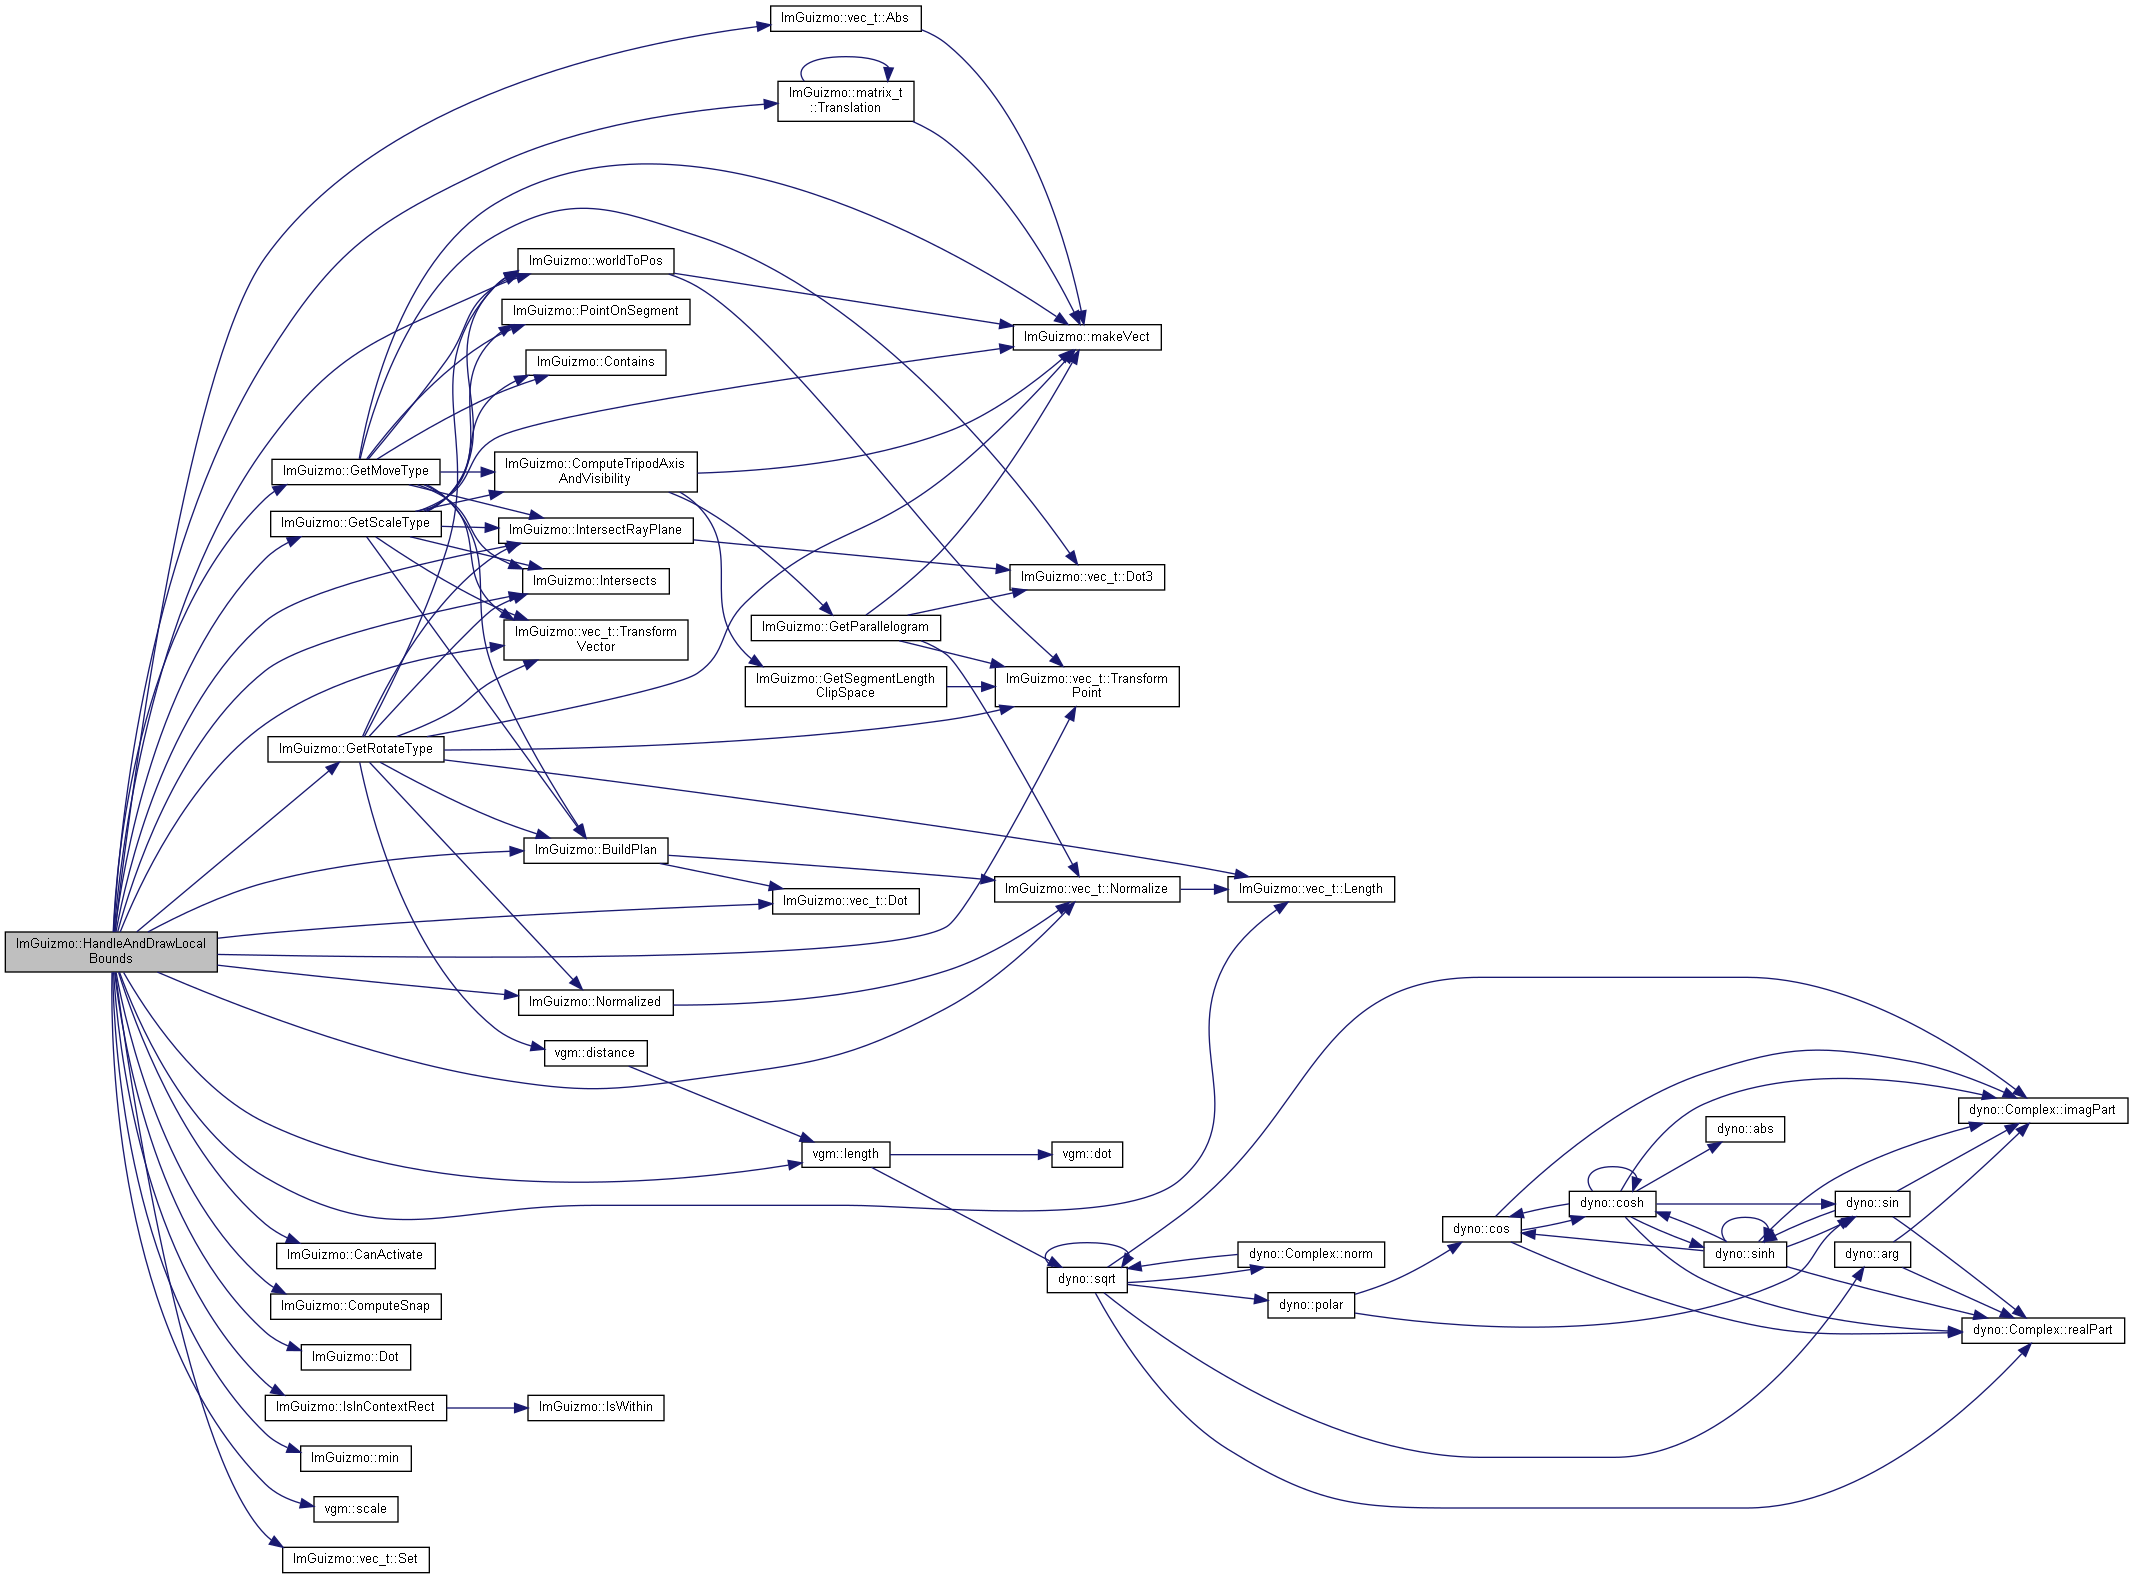 ImGuizmo::vec_t::Abs
ImGuizmo::matrix_t
::Translation
ImGuizmo::worldToPos
ImGuizmo::PointOnSegment
ImGuizmo::makeVect
ImGuizmo::Contains
ImGuizmo::GetMoveType
ImGuizmo::ComputeTripodAxis
AndVisibility
ImGuizmo::GetScaleType
ImGuizmo::IntersectRayPlane
ImGuizmo::Intersects
ImGuizmo::vec_t::Dot3
ImGuizmo::vec_t::Transform
Vector
ImGuizmo::GetParallelogram
ImGuizmo::GetSegmentLength
ClipSpace
ImGuizmo::vec_t::Transform
Point
ImGuizmo::GetRotateType
ImGuizmo::BuildPlan
ImGuizmo::vec_t::Dot
ImGuizmo::vec_t::Normalize
ImGuizmo::vec_t::Length
ImGuizmo::HandleAndDrawLocal
Bounds
ImGuizmo::Normalized
vgm::distance
vgm::length
vgm::dot
dyno::Complex::imagPart
dyno::abs
dyno::cosh
dyno::sin
dyno::cos
dyno::sinh
dyno::arg
ImGuizmo::CanActivate
dyno::Complex::norm
dyno::sqrt
dyno::polar
ImGuizmo::ComputeSnap
dyno::Complex::realPart
ImGuizmo::Dot
ImGuizmo::IsInContextRect
ImGuizmo::IsWithin
ImGuizmo::min
vgm::scale
ImGuizmo::vec_t::Set